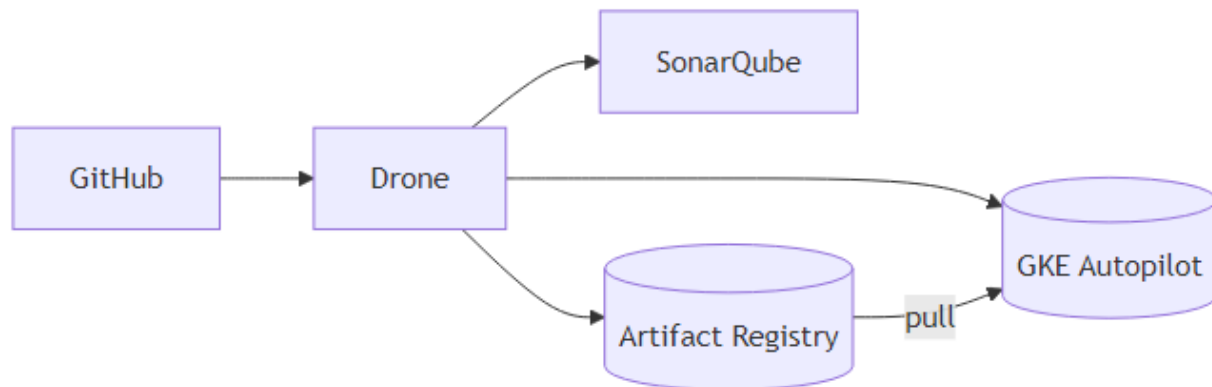 SonarQube
GitHub
Drone
GKE Autopilot
Artifact Registry
pull